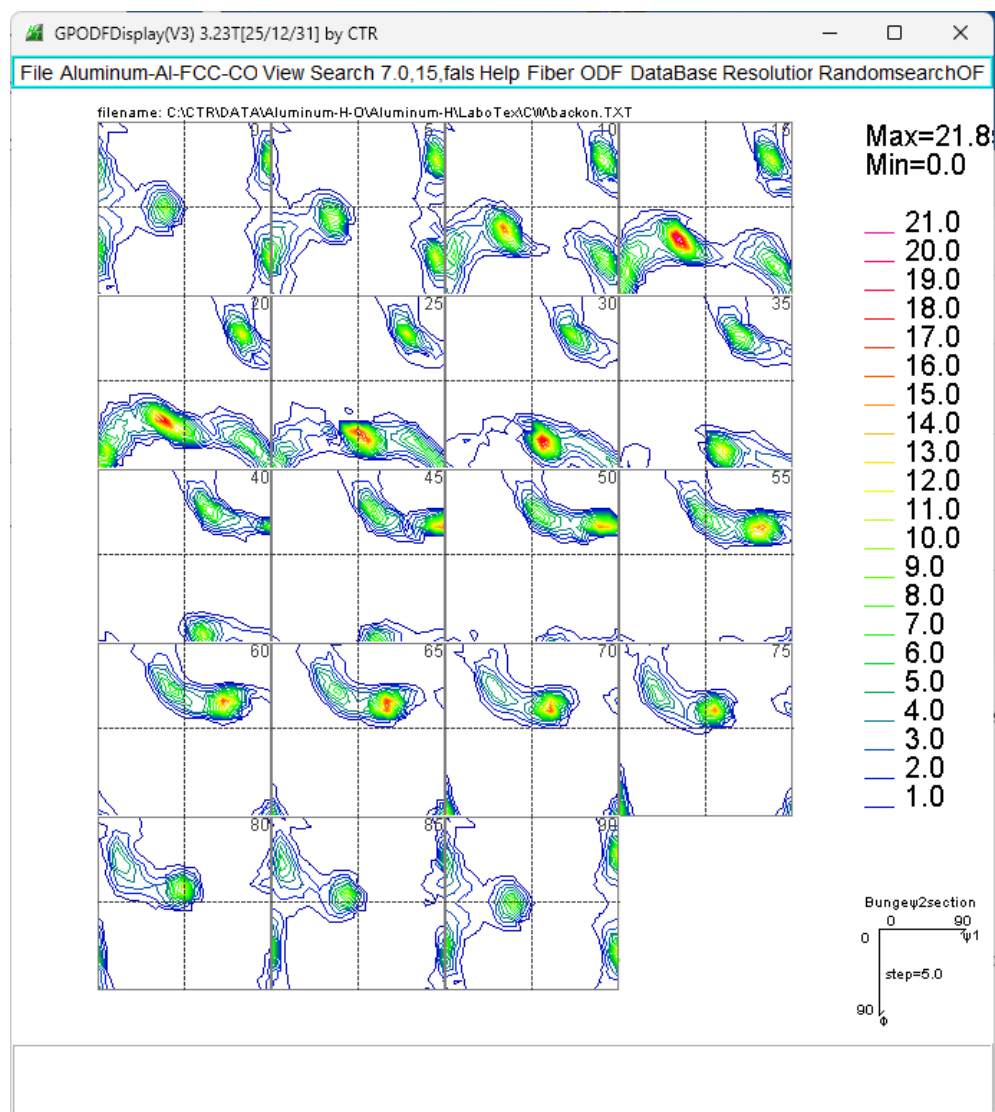 GPODFDisplay(V3) 3.23T[25/12/31] by CTR
File Aluminum-Al-FCC-CO View Search 7.0,15,fals Help Fiber ODF DataBase Resolution RandomsearchOF
filename: C:\CTR\DATA\Aluminum-H-O\Aluminum-H\LaboTex\CW\backon.TXT
0 5 10 15
20 25 30 35
40 45 50 55
60 65 70 75
80 85 90
Max=21.8
Min=0.0
21.0
20.0
19.0
18.0
17.0
16.0
15.0
14.0
13.0
12.0
11.0
10.0
9.0
8.0
7.0
6.0
5.0
4.0
3.0
2.0
1.0
Bungeψ2section
0 90
0 ψ1
step=5.0
90
Φ